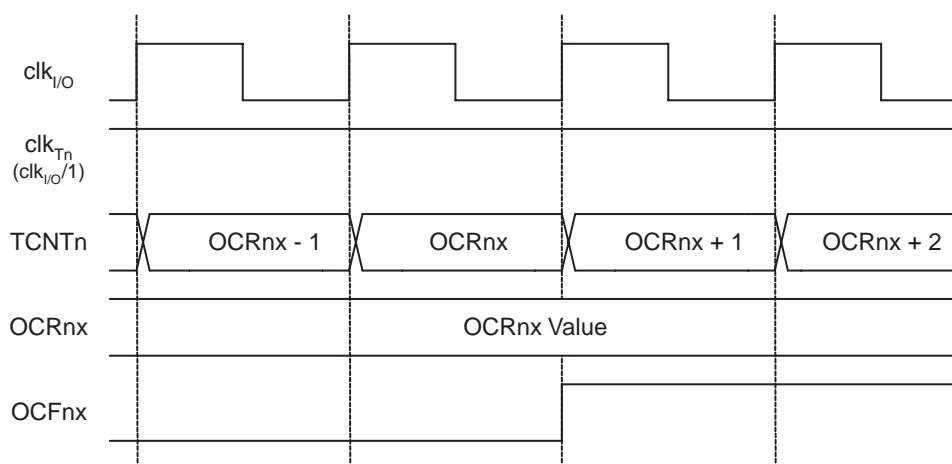 clkI/O
clkTn
(clkI/O/1)
TCNTn
OCRnx - 1
OCRnx
OCRnx + 1
OCRnx + 2
OCRnx
OCRnx Value
OCFnx